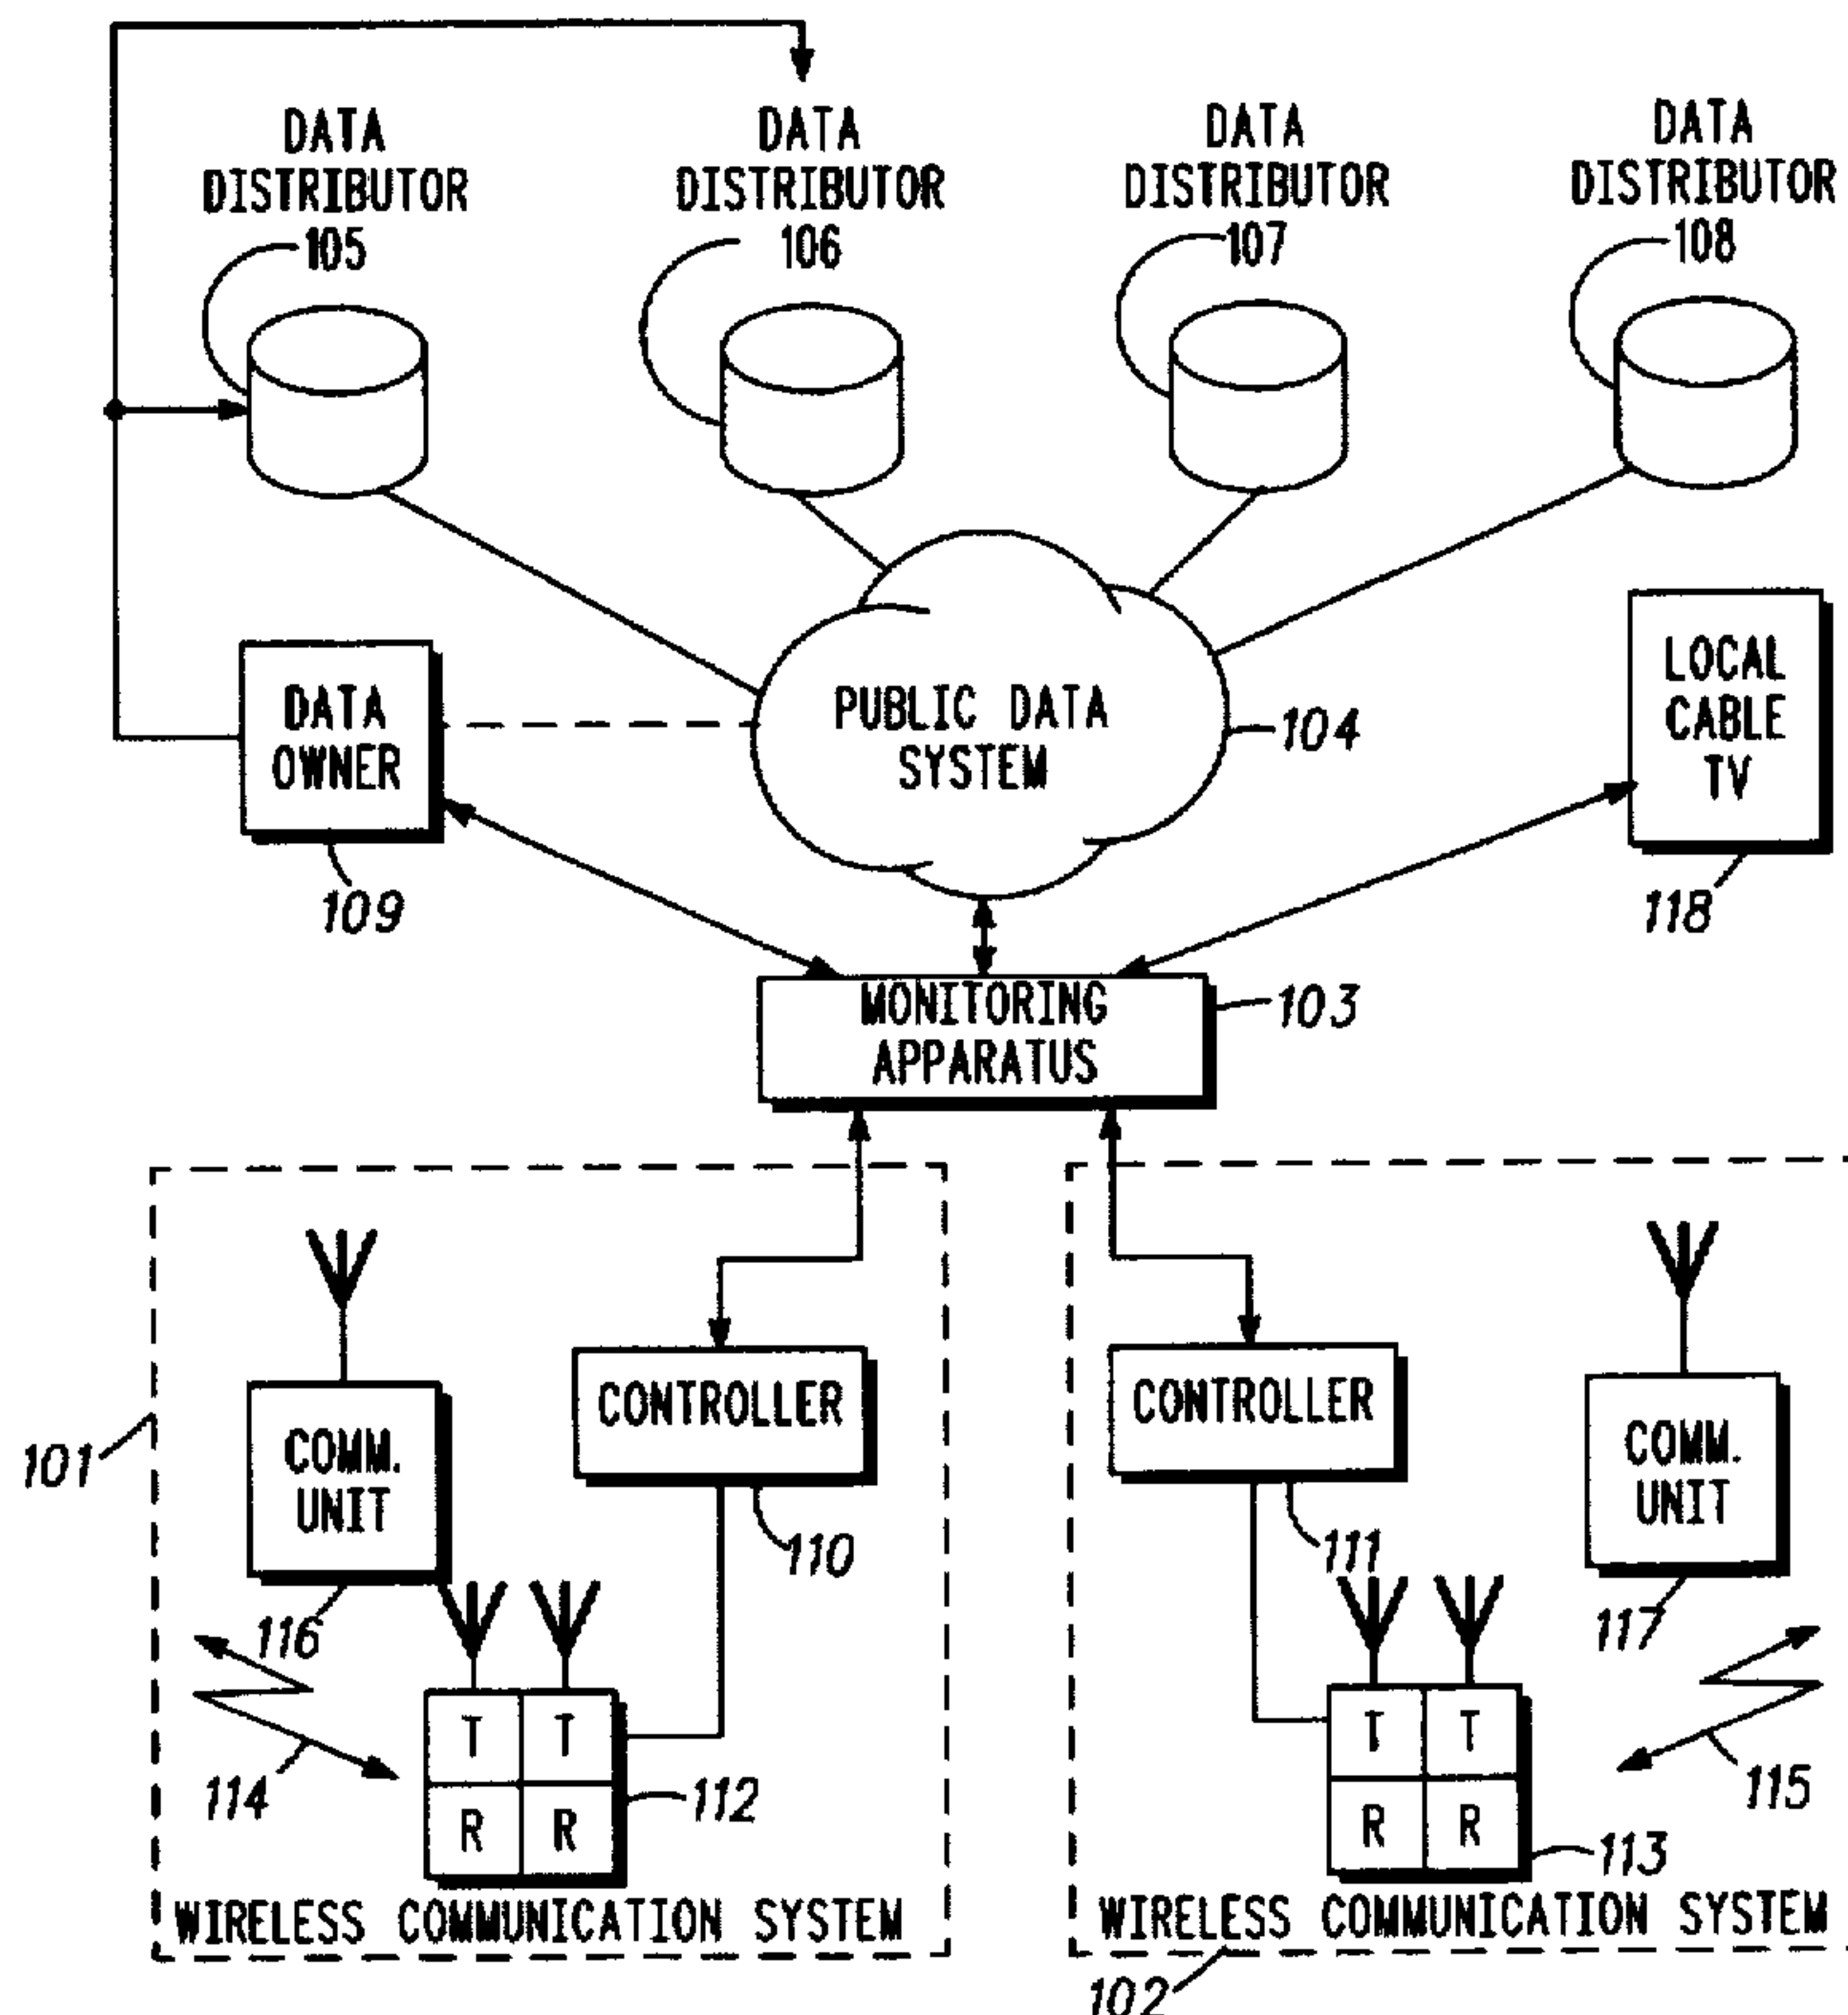 DATA
DISTRIBUTOR
105
DATA
DISTRIBUTOR
106
DATA
DISTRIBUTOR
107
DATA
DISTRIBUTOR
108
DATA
OWNER
109
PUBLIC DATA
SYSTEM
104
LOCAL
CABLE
TV
118
MONITORING
APPARATUS
103
101
COMM.
UNIT
116
CONTROLLER
110
114
T T
R R
112
WIRELESS COMMUNICATION SYSTEM
CONTROLLER
111
COMM.
UNIT
117
T T
R R
113
115
WIRELESS COMMUNICATION SYSTEM
102